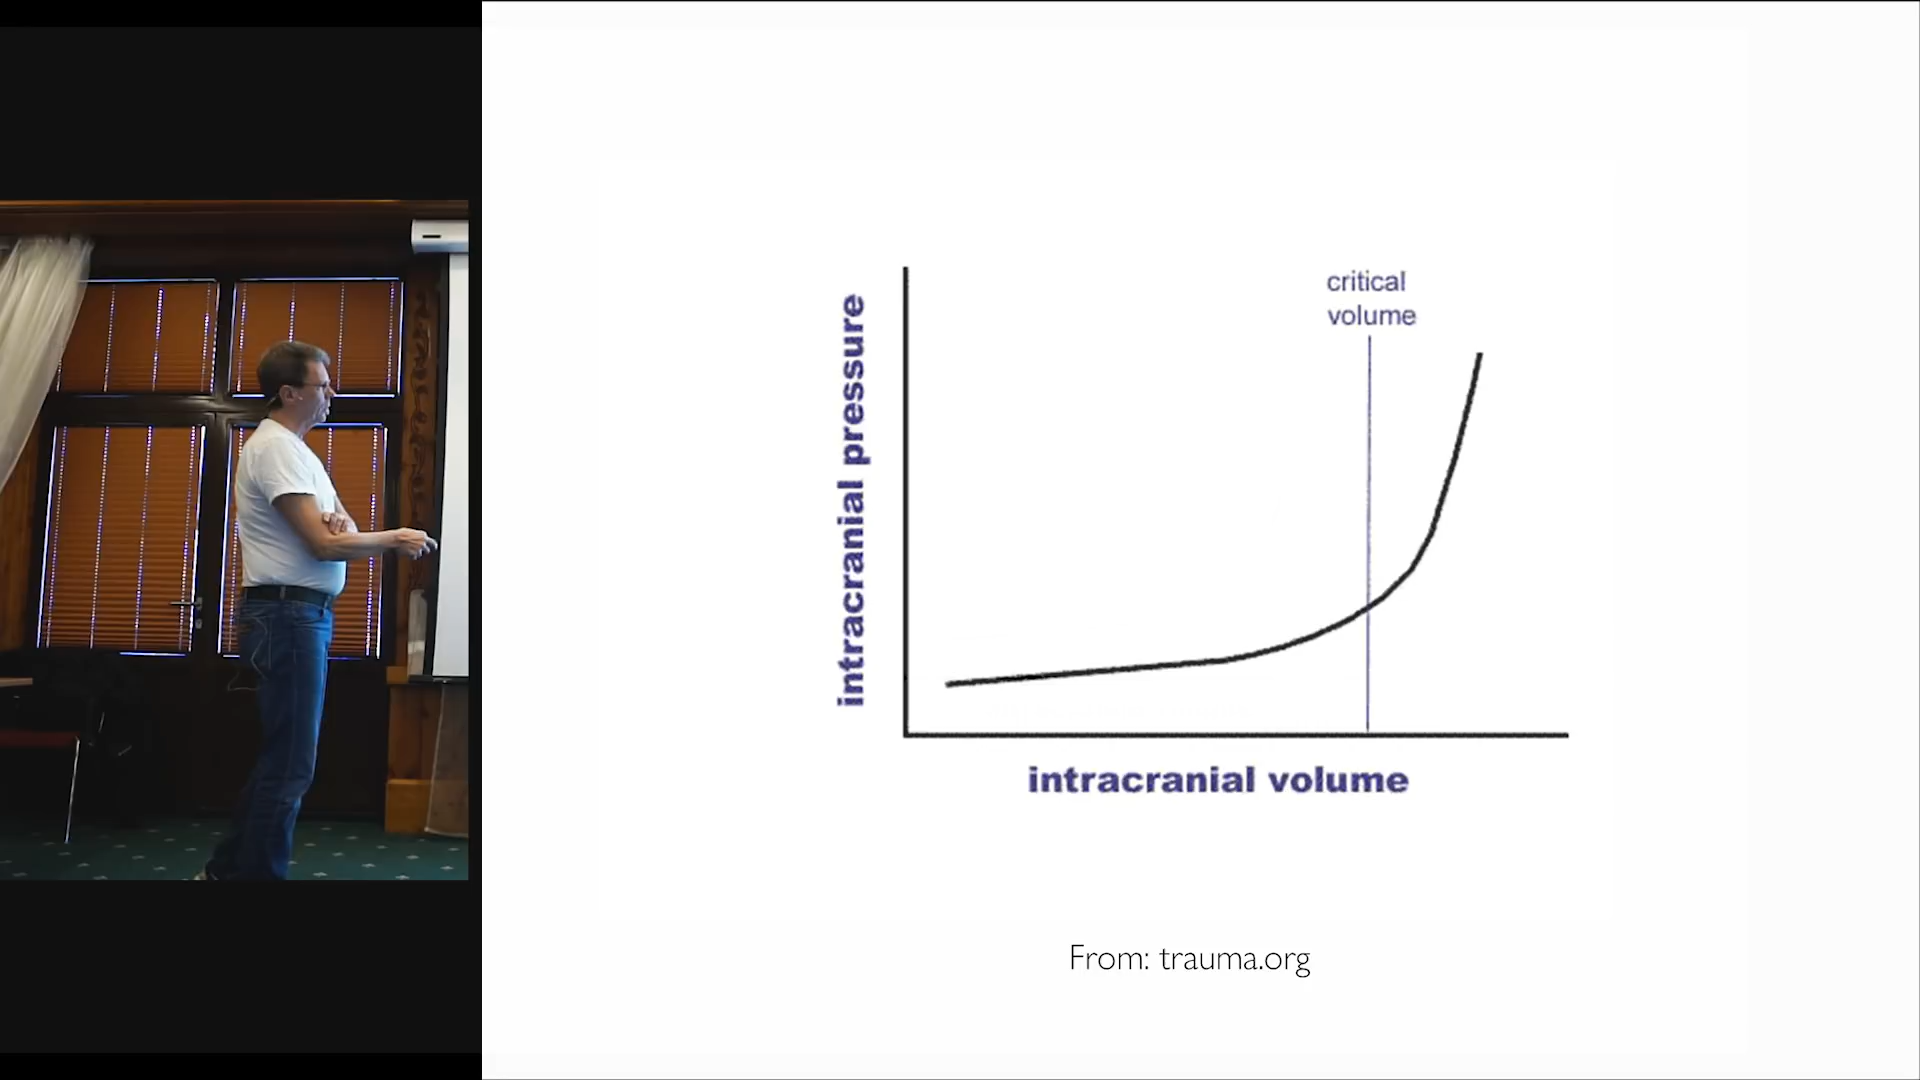 critical
volume
intracranial pressure
intracranial volume
From: trauma.org